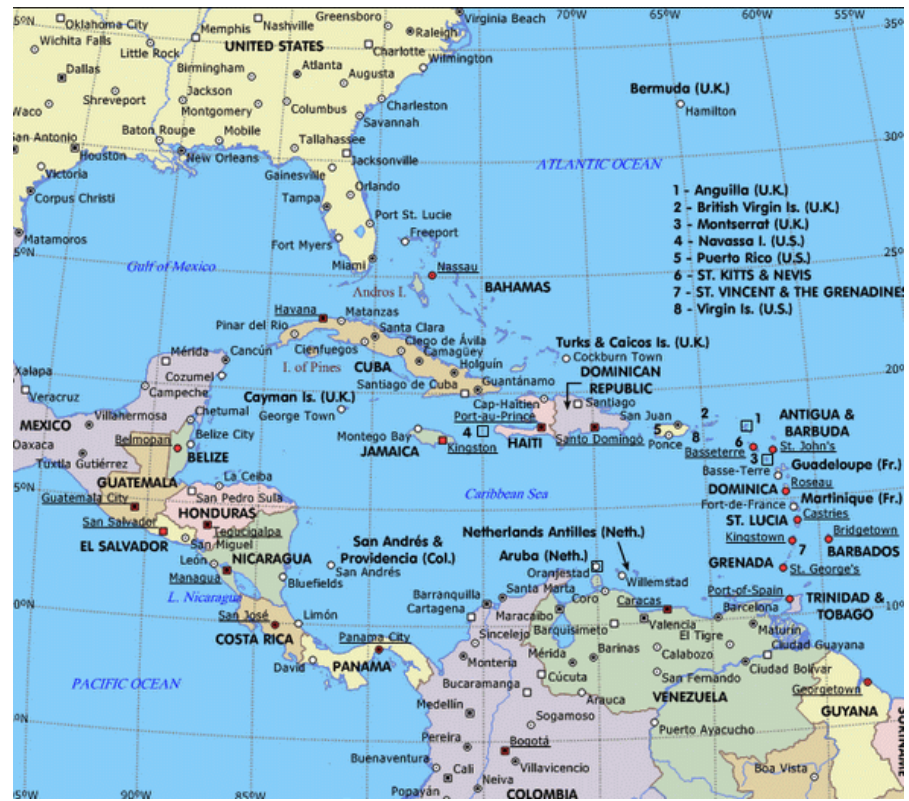 5°N
Oklahoma City
Memphis
Nashville
Greensboro
Virginia Beach
70°W
65°W
60°W
55°W
35°N
Raleigh
Wichita Falls
Little Rock
UNITED STATES
Charlotte
Wilmington
Dallas
Birmingham
Atlanta
Augusta
Bermuda (U.K.)
Hamilton
Shreveport
Jackson
Montgomery
Columbus
Charleston
Savannah
Waco
Baton Rouge
Mobile
Tallahassee
30°N
San Antonio
Houston
New Orleans
Jacksonville
ATLANTIC OCEAN
Victoria
Gainesville
Orlando
Corpus Christi
Tampa
1 - Anguilla (U.K.)
2 - British Virgin Is. (U.K.)
3 - Montserrat (U.K.)
4 - Navassa I. (U.S.)
5 - Puerto Rico (U.S.)
6 - ST. KITTS & NEVIS
7 - ST. VINCENT & THE GRENADINES
8 - Virgin Is. (U.S.)
Port St. Lucie
Freeport
Matamoros
Fort Myers
5°N
Gulf of Mexico
Miami
Nassau
25°N
BAHAMAS
Andros I.
Havana
Matanzas
Pinar del Rio
Santa Clara
Cienfuegos
Ciego de Ávila
Camagüey
Turks & Caicos Is. (U.K.)
Cockburn Town
Mérida
Cancún
I. of Pines
CUBA
Holguín
DOMINICAN
REPUBLIC
20°N
Xalapa
Veracruz
Cozumel
Campeche
Santiago de Cuba
Guantánamo
Cayman Is. (U.K.)
George Town
Cap-Haïtien
Santiago
MEXICO
Villahermosa
Chetumal
Port-au-Prince
San Juan
2
1
ANTIGUA &
BARBUDA
Oaxaca
Belmopan
Belize City
Montego Bay
4
HAITI
Santo Domingo
5
Ponce
8
6
St. John's
Tuxtla Gutiérrez
BELIZE
JAMAICA
Kingston
Basseterre
3
Basse-Terre
Guadeloupe (Fr.)
GUATEMALA
La Ceiba
Roseau
5°N
Guatemala City
San Pedro Sula
Caribbean Sea
DOMINICA
Martinique (Fr.)
HONDURAS
Fort-de-France
Castries
San Salvador
Tegucigalpa
ST. LUCIA
Bridgetown
EL SALVADOR
San Miguel
San Andrés &
Providencia (Col.)
Netherlands Antilles (Neth.)
Kingstown
7
BARBADOS
León
NICARAGUA
San Andrés
Aruba (Neth.)
Oranjestad
Willemstad
GRENADA
St. George's
Managua
Bluefields
Barranquilla
Santa Marta
Coro
Caracas
Port-of-Spain
L. Nicaragua
Cartagena
Maracaibo
Barcelona
TRINIDAD &
TOBAGO
0°N
San José
Limón
Barquisimeto
Valencia
Maturín
10°N
COSTA RICA
Panama City
Sincelejo
El Tigre
Ciudad Guayana
David
PANAMA
Montería
Mérida
Barinas
Calabozo
Ciudad Bolívar
PACIFIC OCEAN
Bucaramanga
Cúcuta
San Fernando
Georgetown
Medellín
Arauca
VENEZUELA
GUYANA
Sogamoso
Puerto Ayacucho
SURINAME
Pereira
Bogotá
°N
Buenaventura
Villavicencio
Cali
Neiva
Boa Vista
Popayán
COLOMBIA
95°W
90°W
85°W